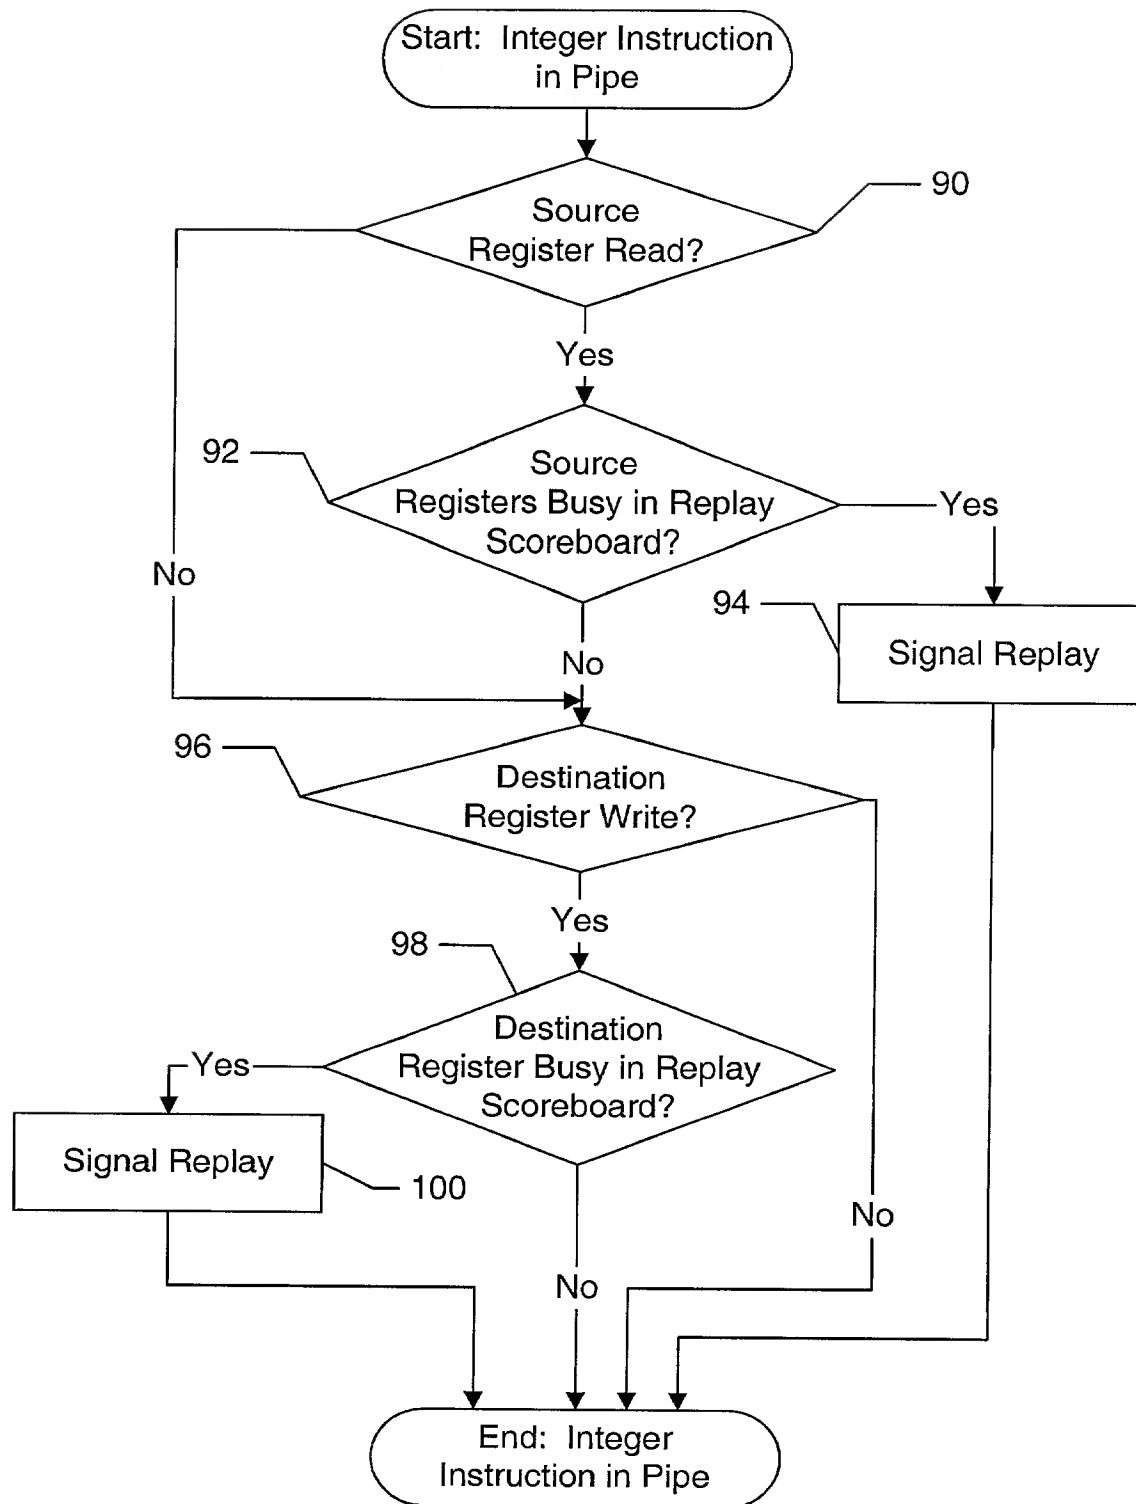 Start: Integer Instruction
in Pipe
90
Source
Register Read?
Yes
92
Source
Registers Busy in Replay
Scoreboard?
Yes
No
94
Signal Replay
No
96
Destination
Register Write?
Yes
98
Destination
Register Busy in Replay
Scoreboard?
Yes
Signal Replay
100
No
No
End: Integer
Instruction in Pipe